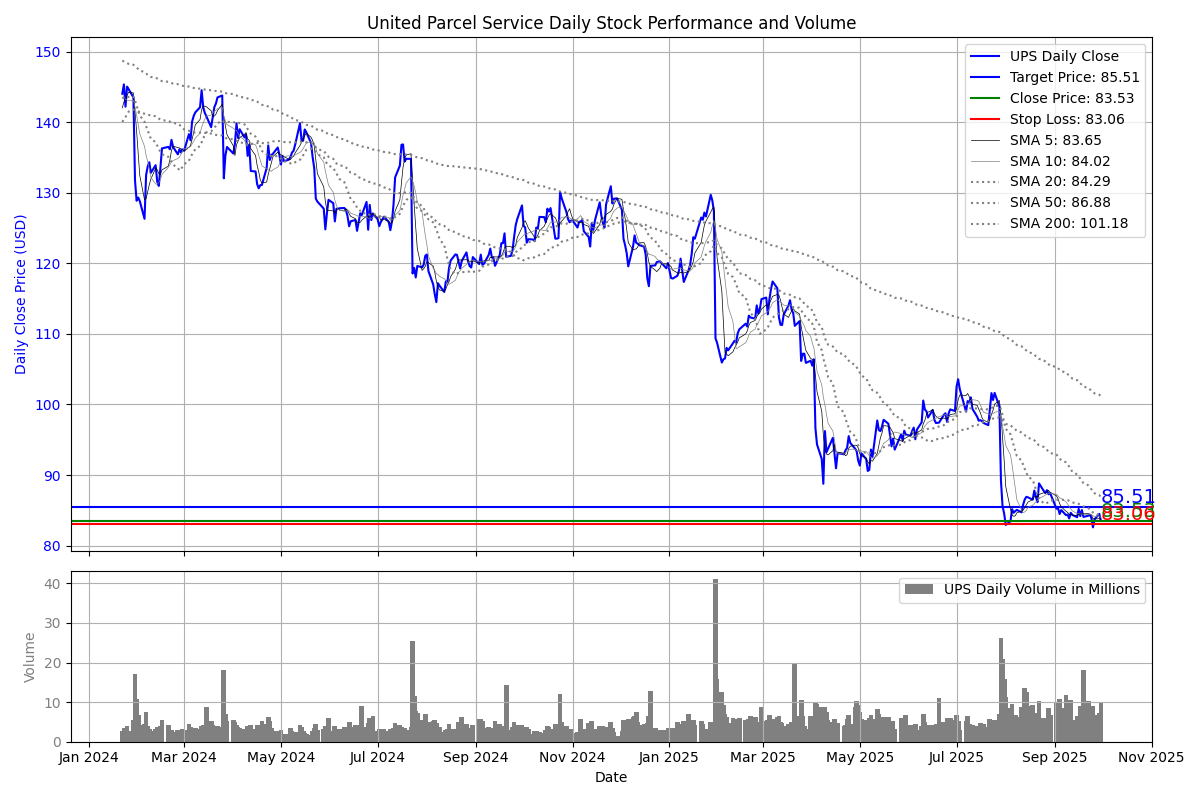 United Parcel Service Daily Stock Performance and Volume
Daily Close Price (USD)
150
140
130
120
110
100
90
80
UPS Daily Close
Target Price: 85.51
Close Price: 83.53
Stop Loss: 83.06
SMA 5: 83.65
SMA 10: 84.02
SMA 20: 84.29
SMA 50: 86.88
SMA 200: 101.18
85.51
83.06
Volume
40
30
20
10
0
UPS Daily Volume in Millions
Jan 2024
Mar 2024
May 2024
Jul 2024
Sep 2024
Nov 2024
Jan 2025
Mar 2025
May 2025
Jul 2025
Sep 2025
Nov 2025
Date